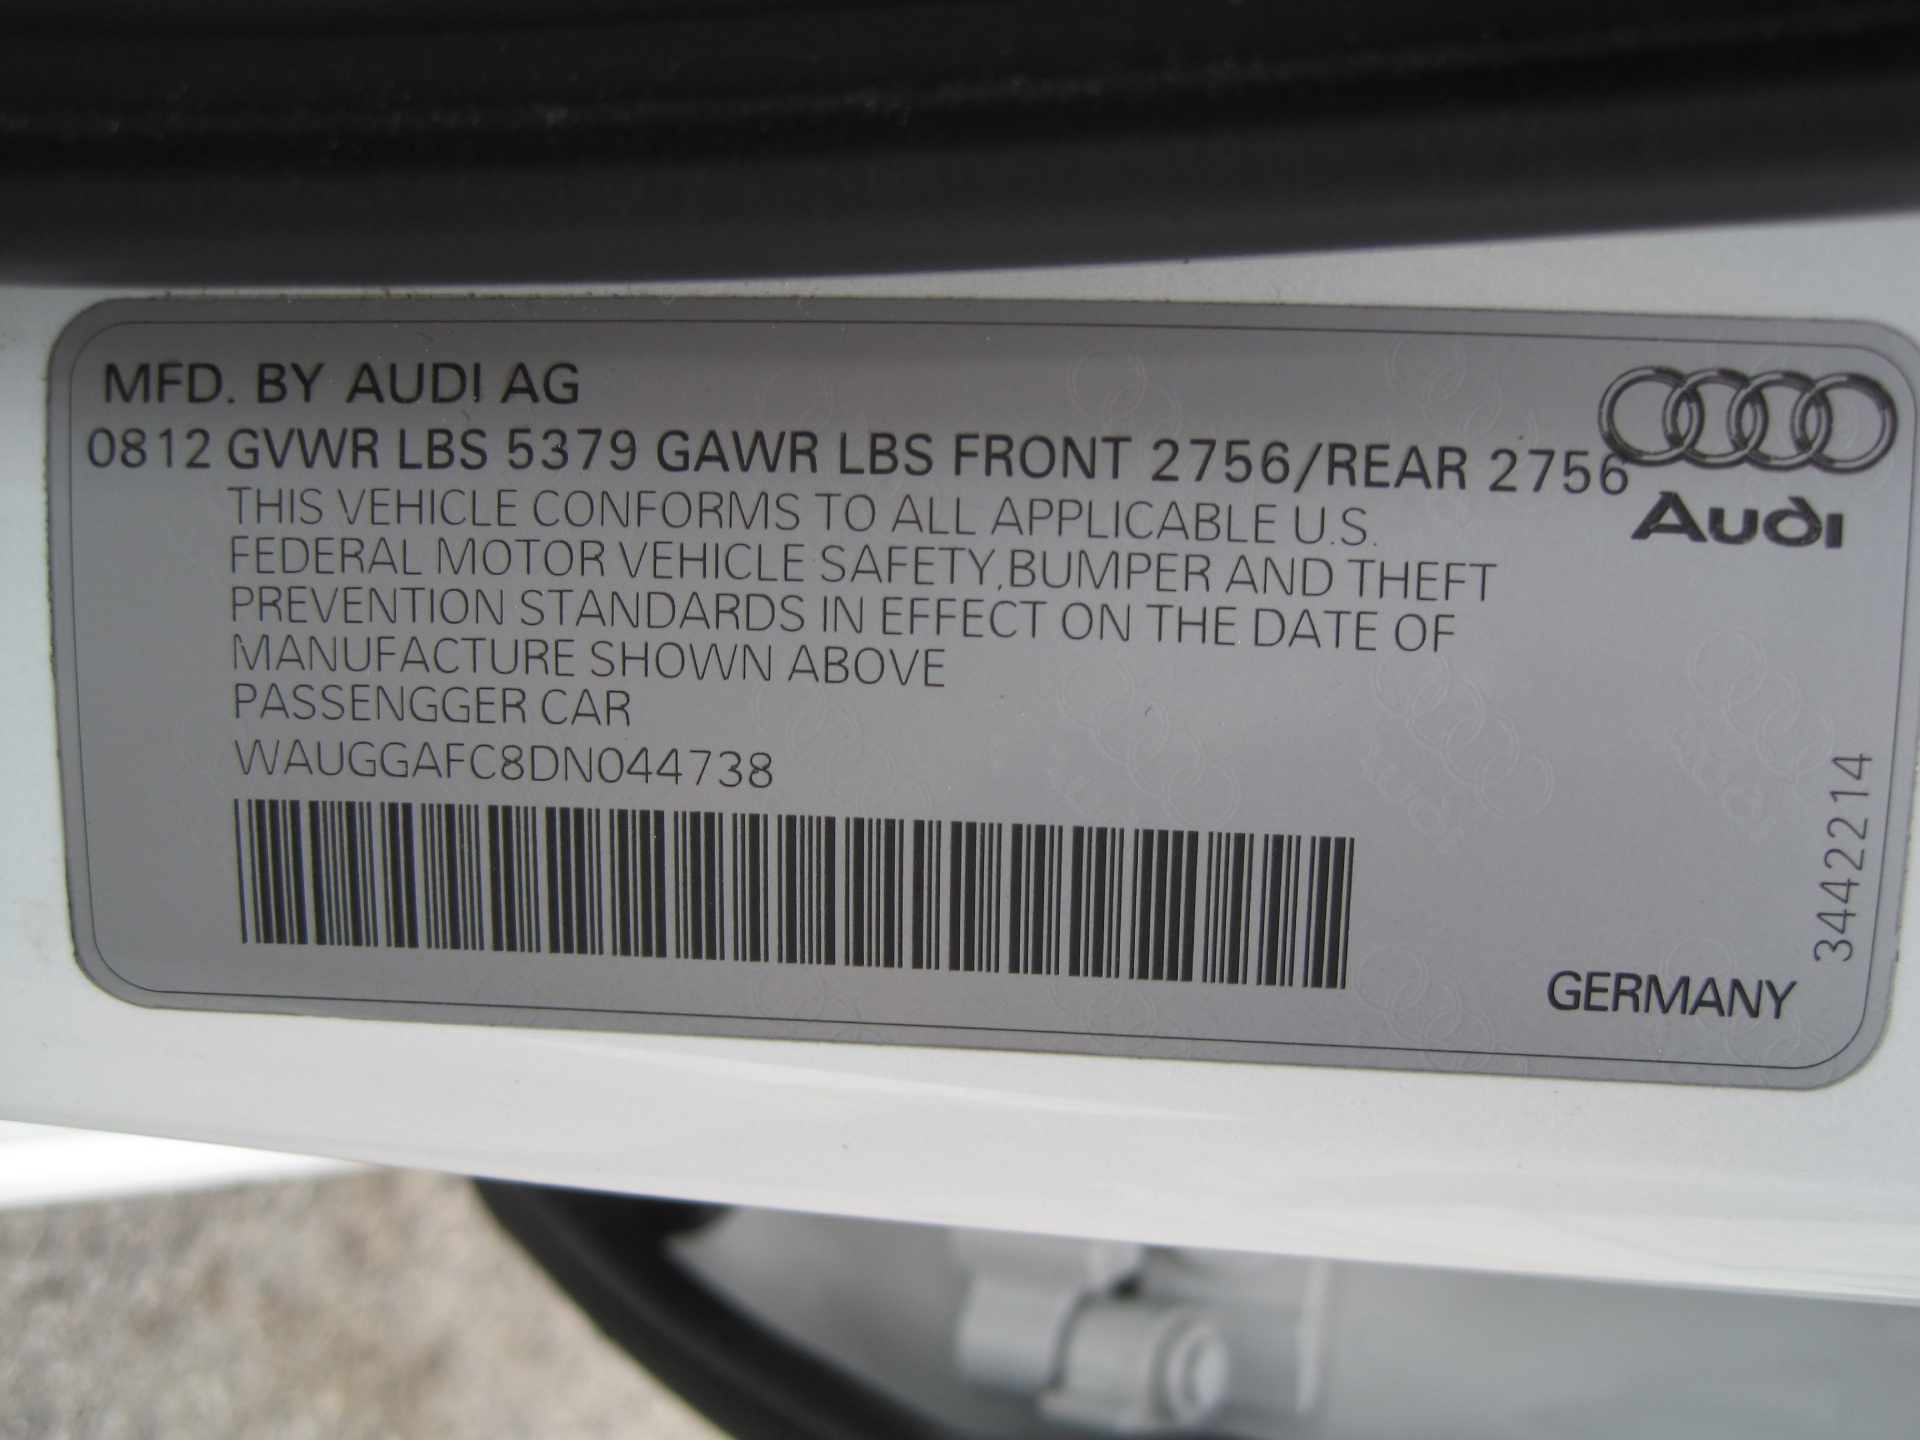 MFD. BY AUDI AG
0812 GVWR LBS 5379 GAWR LBS FRONT 2756/REAR 2756
THIS VEHICLE CONFORMS TO ALL APPLICABLE U.S.
FEDERAL MOTOR VEHICLE SAFETY,BUMPER AND THEFT
PREVENTION STANDARDS IN EFFECT ON THE DATE OF
MANUFACTURE SHOWN ABOVE
PASSENGGER CAR
WAUGGAFC8DN044738
Audi
3442214
GERMANY